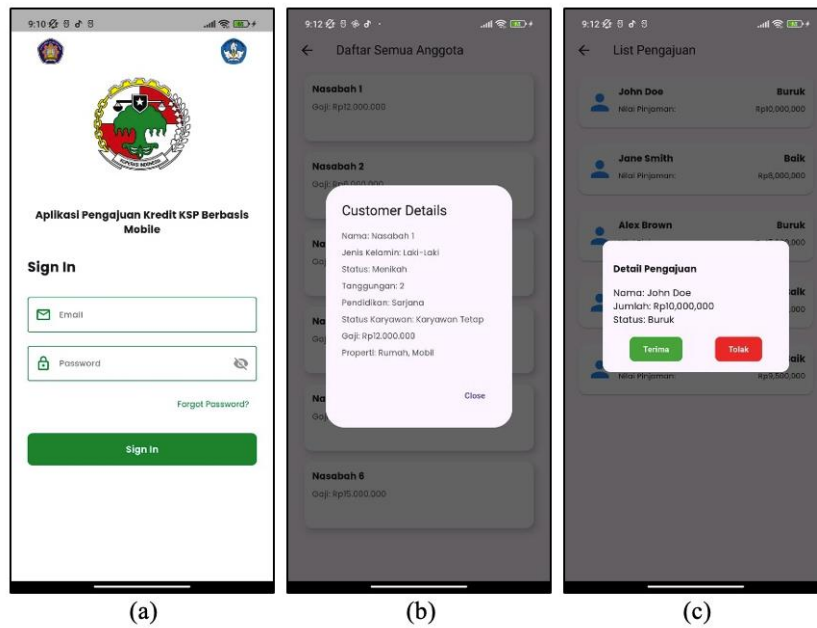 9:10
Aplikasi Pengajuan Kredit KSP Berbasis
Mobile
Sign In
Email
Password
Forgot Password?
Sign In
(a)
9:12
Daftar Semua Anggota
Nasabah 1
Gaji: Rp12.000.000
Nasabah 2
Customer Details
Nama: Nasabah 1
Jenis Kelamin: Laki-Laki
Status: Menikah
Tanggungan: 2
Pendidikan: Sarjana
Status Karyawan: Karyawan Tetap
Gaji: Rp12.000.000
Properti: Rumah, Mobil
Close
Nasabah 6
Gaji: Rp15.000.000
(b)
9:12
List Pengajuan
John Doe Buruk
Nilai Pinjaman: Rp10,000,000
Jane Smith Baik
Nilai Pinjaman: Rp8,000,000
Alex Brown Buruk
Detail Pengajuan
Nama: John Doe
Jumlah: Rp10,000,000
Status: Buruk
Terima Tolak
Nilai Pinjaman: Rp9,500,000
(c)